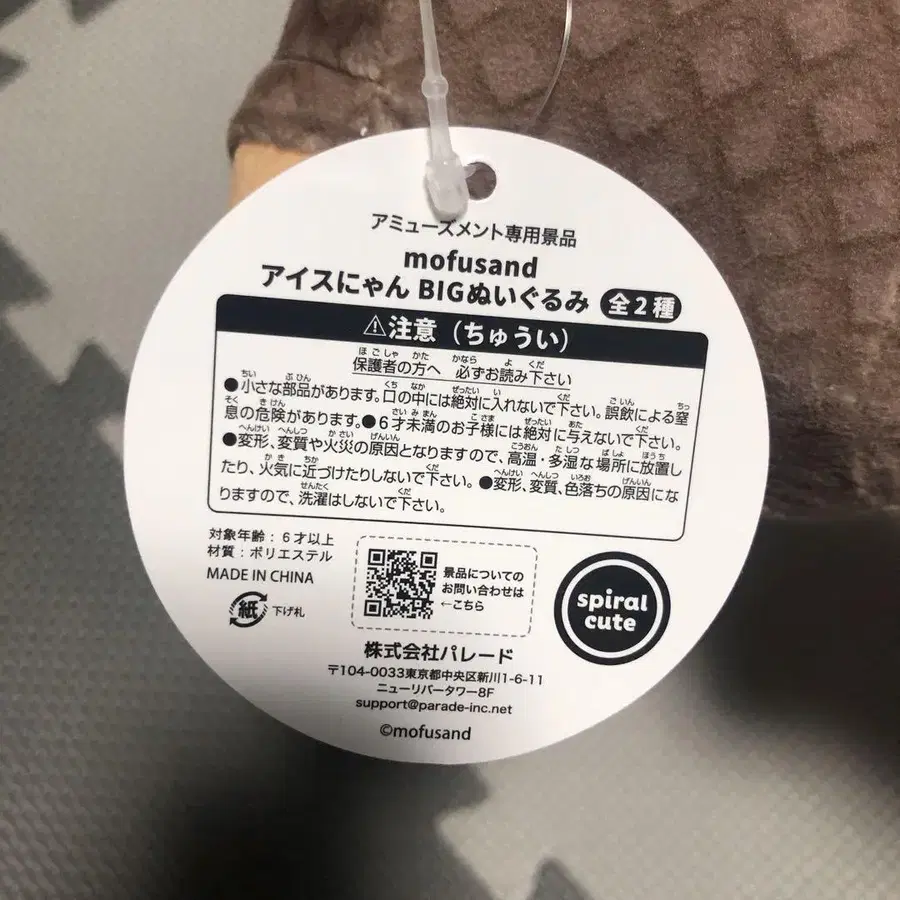 アミューズメント専用景品
mofusand
アイスにゃん BIGぬいぐるみ 全2種
⚠注意（ちゅうい）
保護者の方へ 必ずお読み下さい
●小さな部品があります。口の中には絶対に入れないで下さい。誤飲による窒
息の危険があります。●6才未満のお子様には絶対に与えないで下さい。
●変形、変質や火災の原因となりますので、高温・多湿な場所に放置し
たり、火気に近づけたりしないで下さい。●変形、変質、色落ちの原因にな
りますので、洗濯はしないで下さい。
対象年齢：6才以上
材質：ポリエステル
MADE IN CHINA
紙 下げ札
景品についての
お問い合わせは
←こちら
spiral
cute
株式会社パレード
〒104-0033東京都中央区新川1-6-11
ニューリバータワー8F
support@parade-inc.net
©mofusand